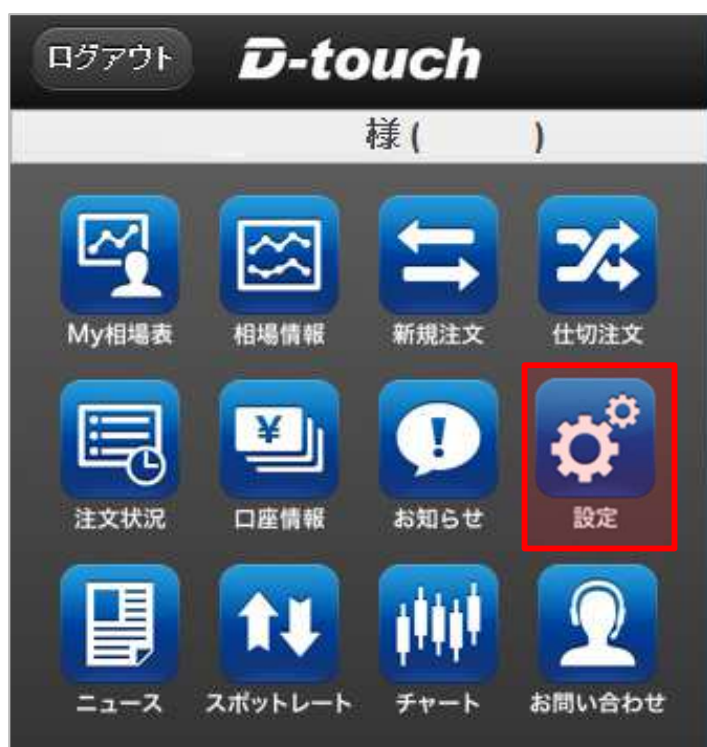 ログアウト D-touch
様( )
My相場表 相場情報 新規注文 仕切注文
注文状況 口座情報 お知らせ 設定
ニュース スポットレート チャート お問い合わせ